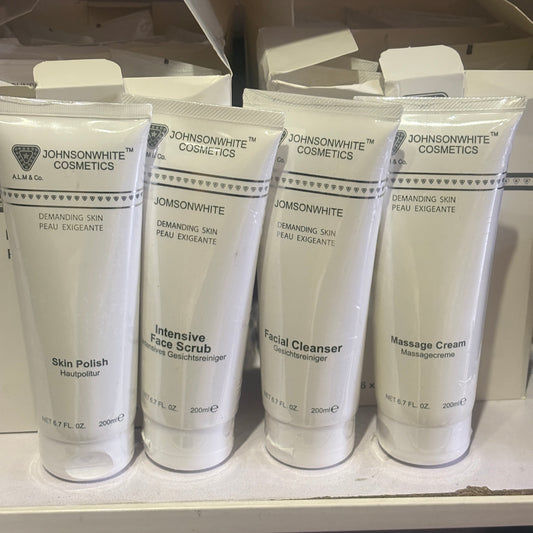 JOHNSONWHITE™
COSMETICS
A.L.M & Co.
DEMANDING SKIN
PEAU EXIGEANTE
Skin Polish
Hautpolitur
NET 6.7 FL. OZ.
200ml℮
JOHNSONWHITE™
COSMETICS
JOMSONWHITE
DEMANDING SKIN
PEAU EXIGEANTE
Intensive
Face Scrub
Gesichtsreiniger
NET 6.7 FL. OZ.
200ml℮
JOHNSONWHITE™
COSMETICS
JOMSONWHITE
DEMANDING SKIN
PEAU EXIGEANTE
Facial Cleanser
Gesichtsreiniger
NET 6.7 FL. OZ.
200ml℮
JOHNSONWHITE™
COSMETICS
DEMANDING SKIN
PEAU EXIGEANTE
Massage Cream
Massagecreme
NET 6.7 FL. OZ.
200ml℮